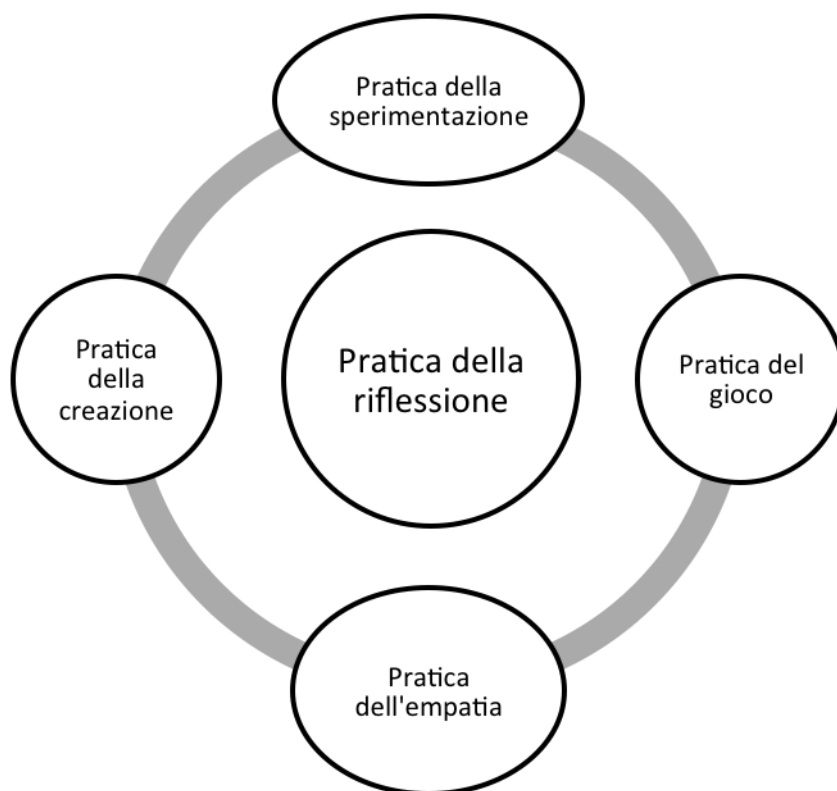 Pratica della
sperimentazione
Pratica
della
creazione
Pratica della
riflessione
Pratica del
gioco
Pratica
dell'empatia